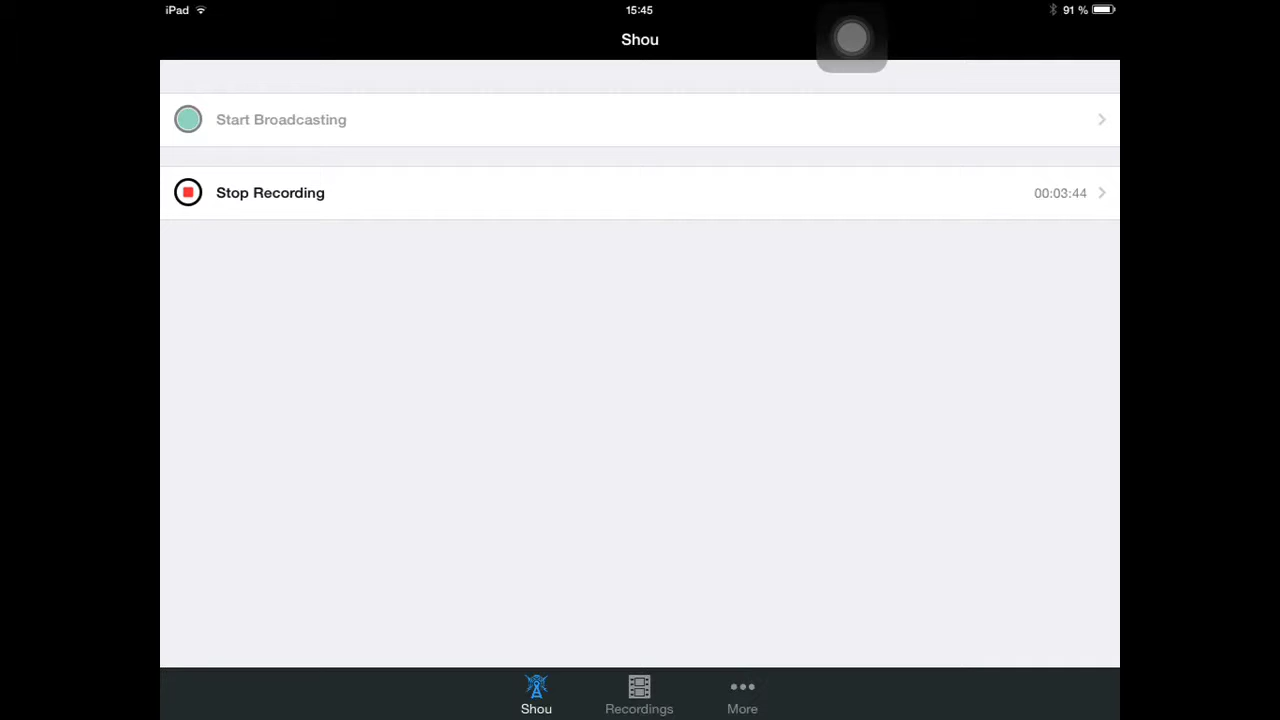 iPad 15:45 91 %
Shou
Start Broadcasting
Stop Recording 00:03:44
Shou Recordings More